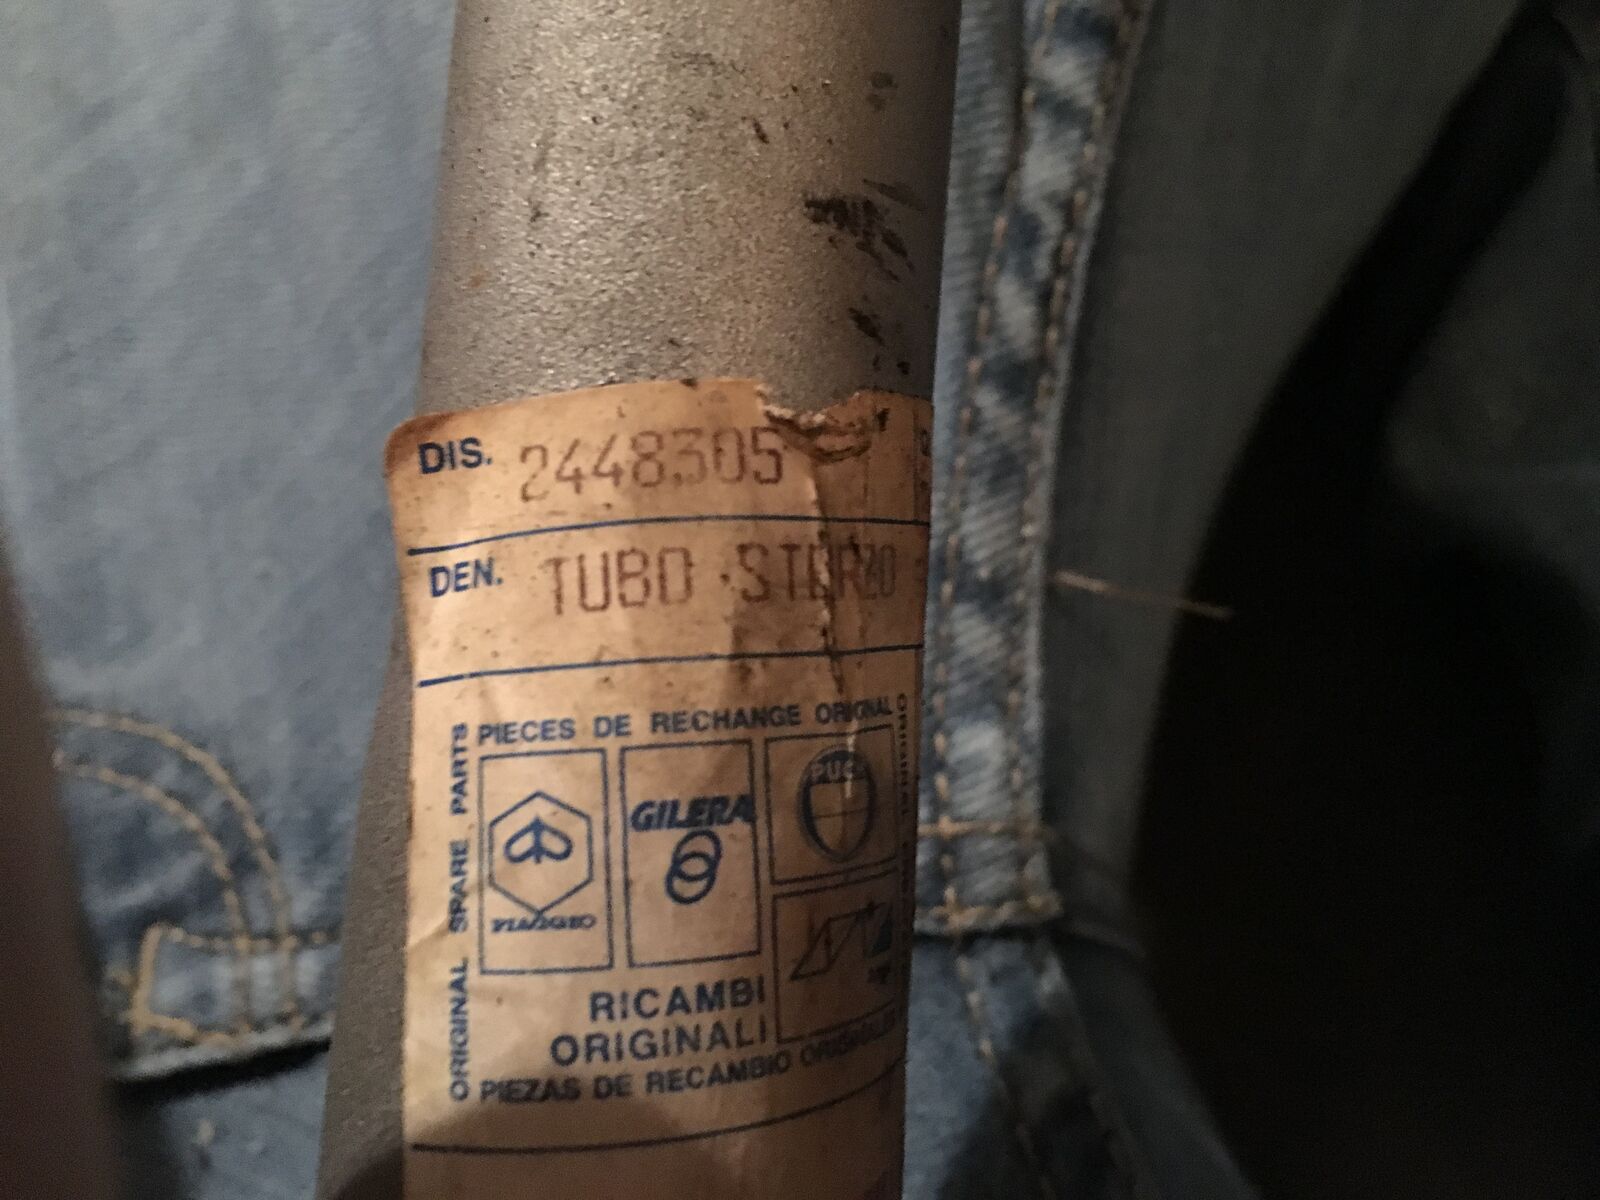 DIS. 2448305
DEN. TUBO STERZO
PIECES DE RECHANGE ORIGINAL
ORIGINAL SPARE PARTS
PIAGGIO
GILERA
RICAMBI
ORIGINALI
PIEZAS DE RECAMBIO ORIGINALES